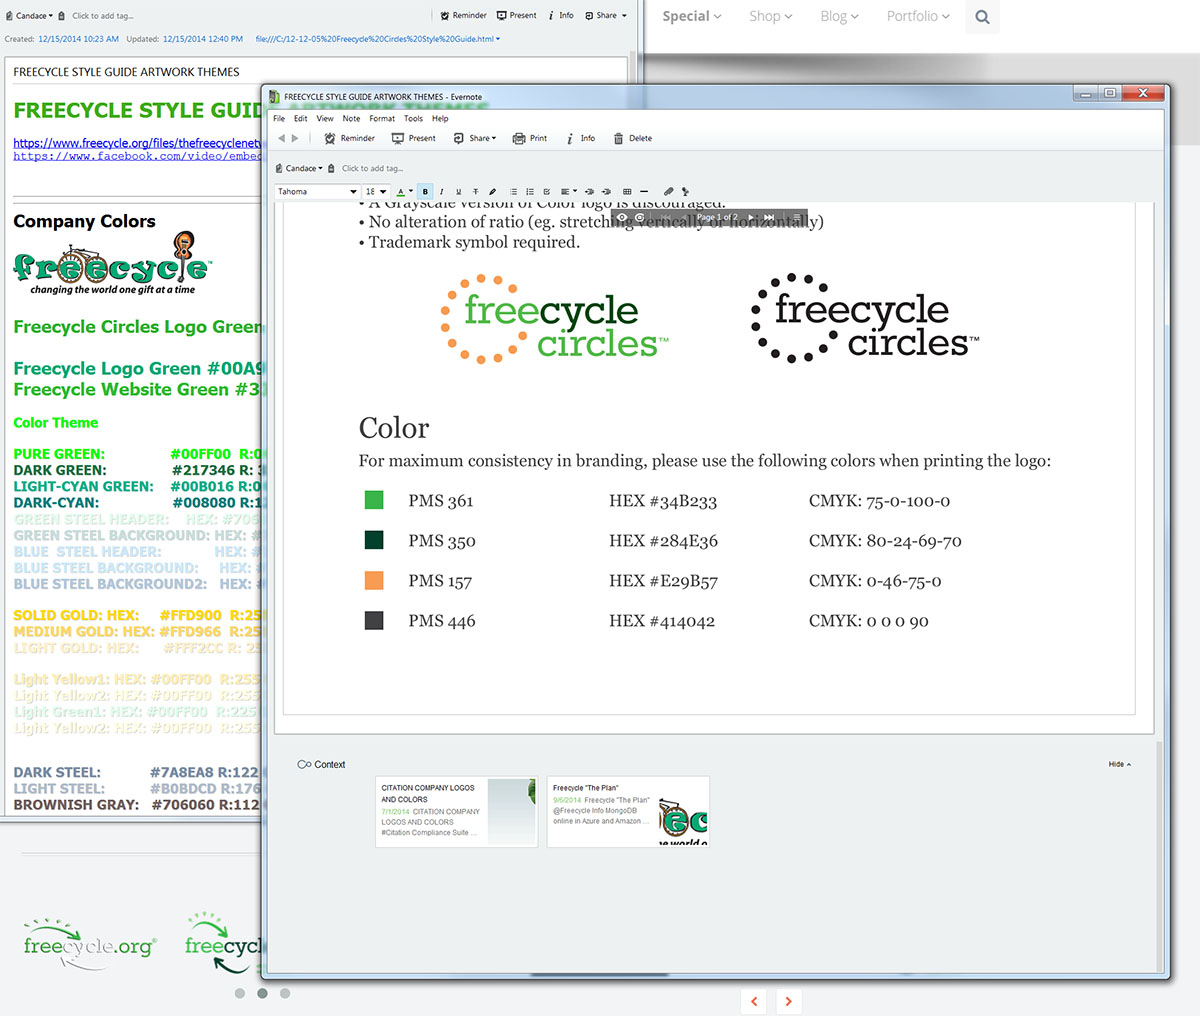 Candace
Click to add tag...
Reminder
Present
Info
Share
Created: 12/15/2014 10:23 AM Updated: 12/15/2014 12:40 PM file:///C:/12-12-05%20Freecycle%20Circles%20Style%20Guide.html
Special
Shop
Blog
Portfolio
FREECYCLE STYLE GUIDE ARTWORK THEMES
FREECYCLE STYLE GUIDE ARTWORK THEMES
https://www.freecycle.org/files/thefreecyclenetw
https://www.facebook.com/video/embed
Company Colors
freecycle™
changing the world one gift at a time
Freecycle Circles Logo Green
Freecycle Logo Green #00A9
Freecycle Website Green #3
Color Theme
PURE GREEN: #00FF00 R:0
DARK GREEN: #217346 R: 3
LIGHT-CYAN GREEN: #00B016 R:0
DARK-CYAN: #008080 R:1
GREEN STEEL HEADER: HEX: #706
GREEN STEEL BACKGROUND: HEX: #
BLUE STEEL HEADER: HEX: #
BLUE STEEL BACKGROUND: HEX: #
BLUE STEEL BACKGROUND2: HEX: #
SOLID GOLD: HEX: #FFD900 R:25
MEDIUM GOLD: HEX: #FFD966 R:25
LIGHT GOLD: HEX: #FFF2CC R: 25
Light Yellow1: HEX: #00FF00 R:255
Light Yellow2: HEX: #00FF00 R:255
Light Green1: HEX: #00FF00 R:225
Light Yellow2: HEX: #00FF00 R:255
DARK STEEL: #7A8EA8 R:122
LIGHT STEEL: #B0BDCD R:176
BROWNISH GRAY: #706060 R:112
freecycle.org®
freecycl
FREECYCLE STYLE GUIDE ARTWORK THEMES - Evernote
File Edit View Note Format Tools Help
Reminder Present Share Print Info Delete
Candace
Click to add tag...
Tahoma 18 A B I U T
• A Grayscale version of Color logo is discouraged.
Page 1 of 2
• No alteration of ratio (eg. stretching vertically or horizontally)
• Trademark symbol required.
freecycle
circles™
freecycle
circles™
Color
For maximum consistency in branding, please use the following colors when printing the logo:
PMS 361 HEX #34B233 CMYK: 75-0-100-0
PMS 350 HEX #284E36 CMYK: 80-24-69-70
PMS 157 HEX #E29B57 CMYK: 0-46-75-0
PMS 446 HEX #414042 CMYK: 0 0 0 90
Context
Hide
CITATION COMPANY LOGOS
AND COLORS
7/1/2014 CITATION COMPANY
LOGOS AND COLORS
#Citation Compliance Suite ...
Freecycle "The Plan"
9/6/2014 Freecycle "The Plan"
@Freecycle Info MongoDB
online in Azure and Amazon ...